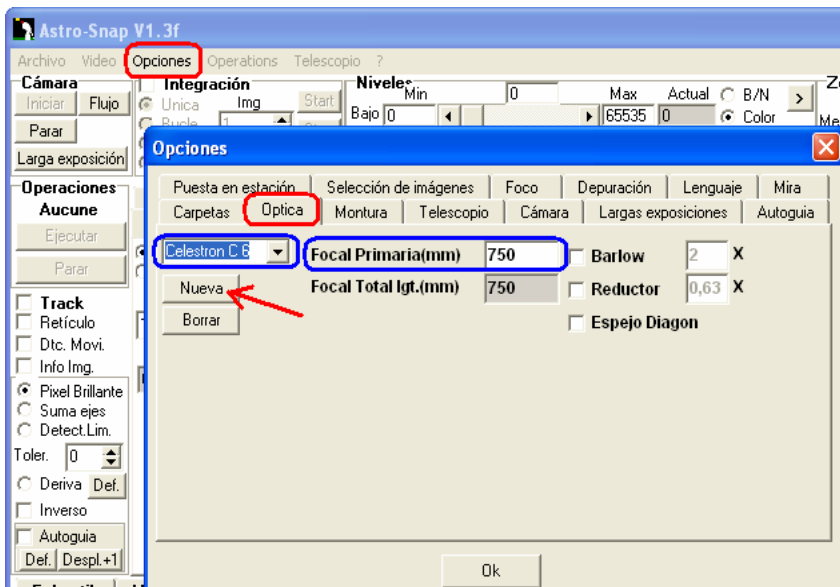 Astro-Snap V1.3f
Archivo Video Opciones Operations Telescopio ?
Cámara
Iniciar Flujo
Parar
Larga exposición
Integración
Unica Img Start
Bucle 1
Niveles
Min 0 Max Actual B/N >
Bajo 0 65535 0 Color
Operaciones
Aucune
Ejecutar
Parar
Track
Retículo
Dtc. Movi.
Info Img.
Pixel Brillante
Suma ejes
Detect.Lim.
Toler. 0
Deriva Def.
Inverso
Autoguia
Def. Despl.+1
Opciones
Puesta en estación Selección de imágenes Foco Depuración Lenguaje Mira
Carpetas Optica Montura Telescopio Cámara Largas exposiciones Autoguia
Celestron C 6 Focal Primaria(mm) 750 Barlow 2 X
Nueva Focal Total Igt.(mm) 750 Reductor 0,63 X
Borrar Espejo Diagon
Ok